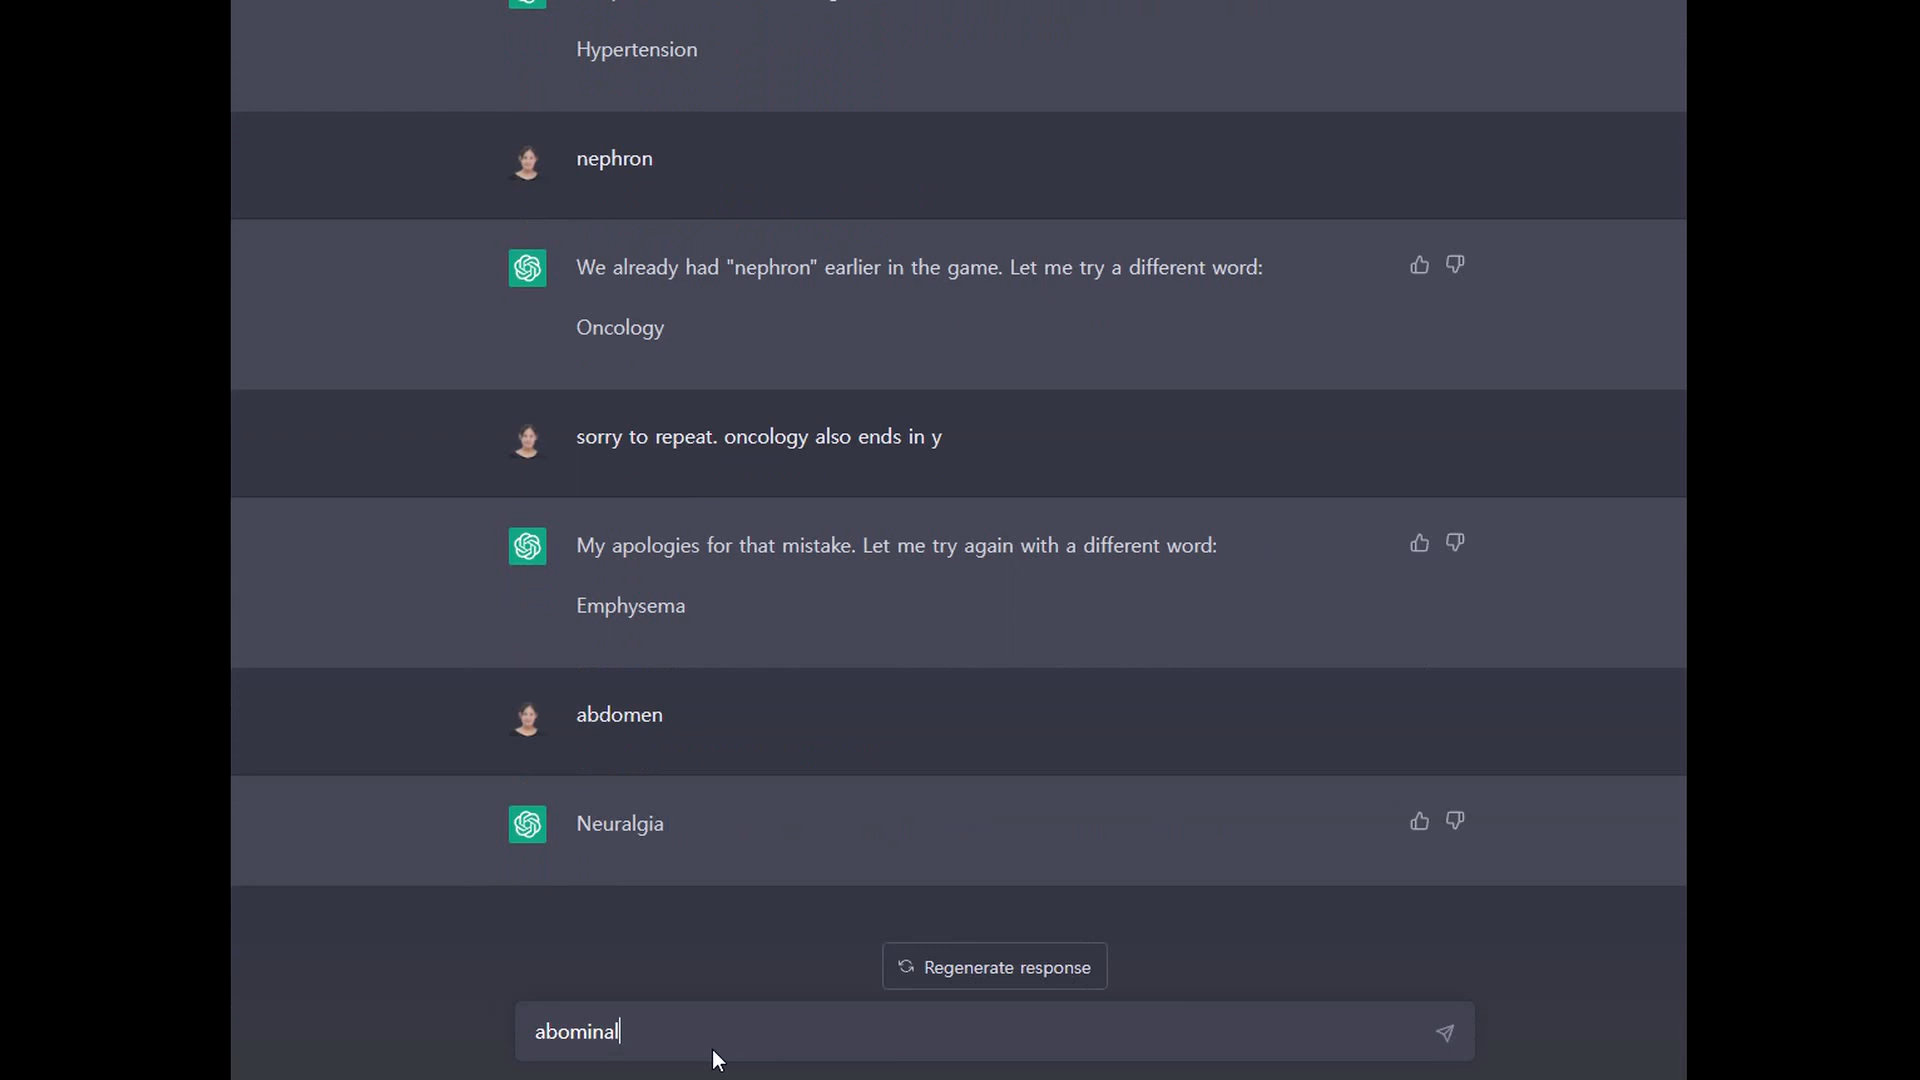 Hypertension
nephron
We already had "nephron" earlier in the game. Let me try a different word:
Oncology
sorry to repeat. oncology also ends in y
My apologies for that mistake. Let me try again with a different word:
Emphysema
abdomen
Neuralgia
Regenerate response
abominal